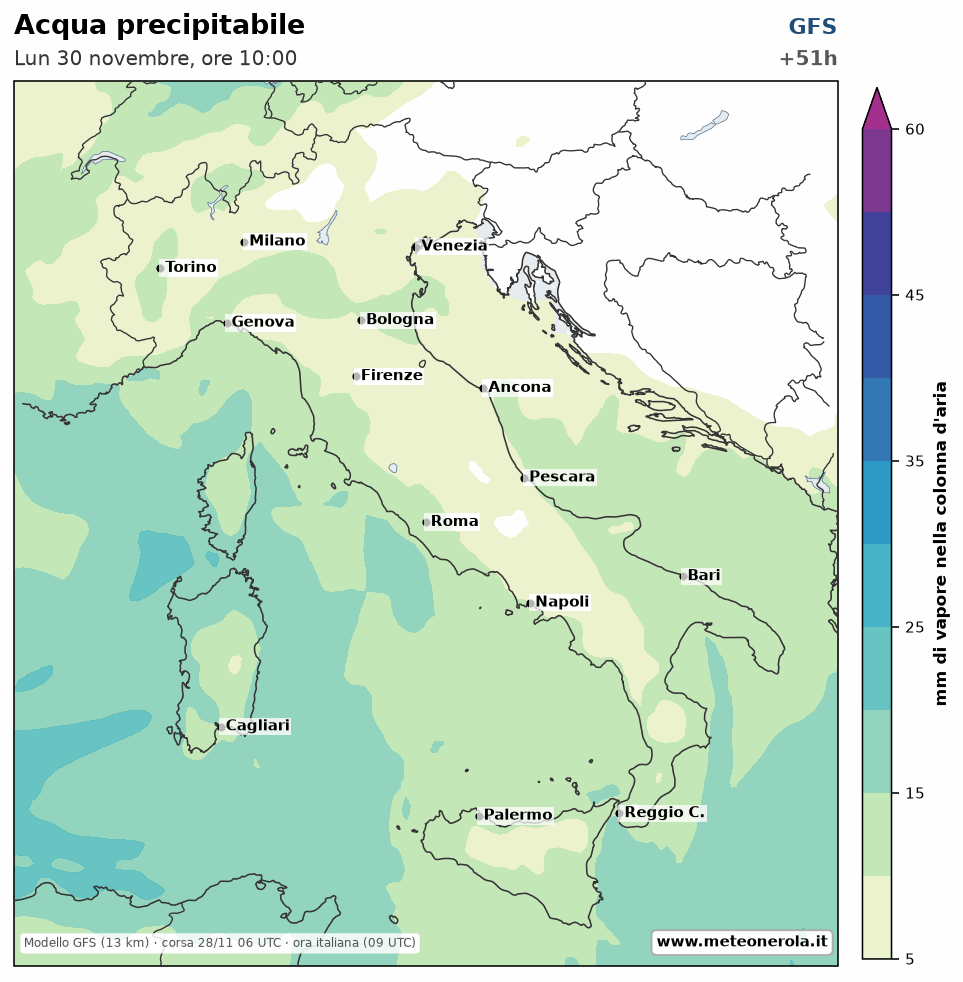 Acqua precipitabile
GFS
Lun 30 novembre, ore 10:00
+51h
60
45
35
25
15
5
mm di vapore nella colonna d'aria
Milano
Venezia
Torino
Genova
Bologna
Firenze
Ancona
Pescara
Roma
Bari
Napoli
Cagliari
Palermo
Reggio C.
Modello GFS (13 km) · corsa 28/11 06 UTC · ora italiana (09 UTC)
www.meteonerola.it